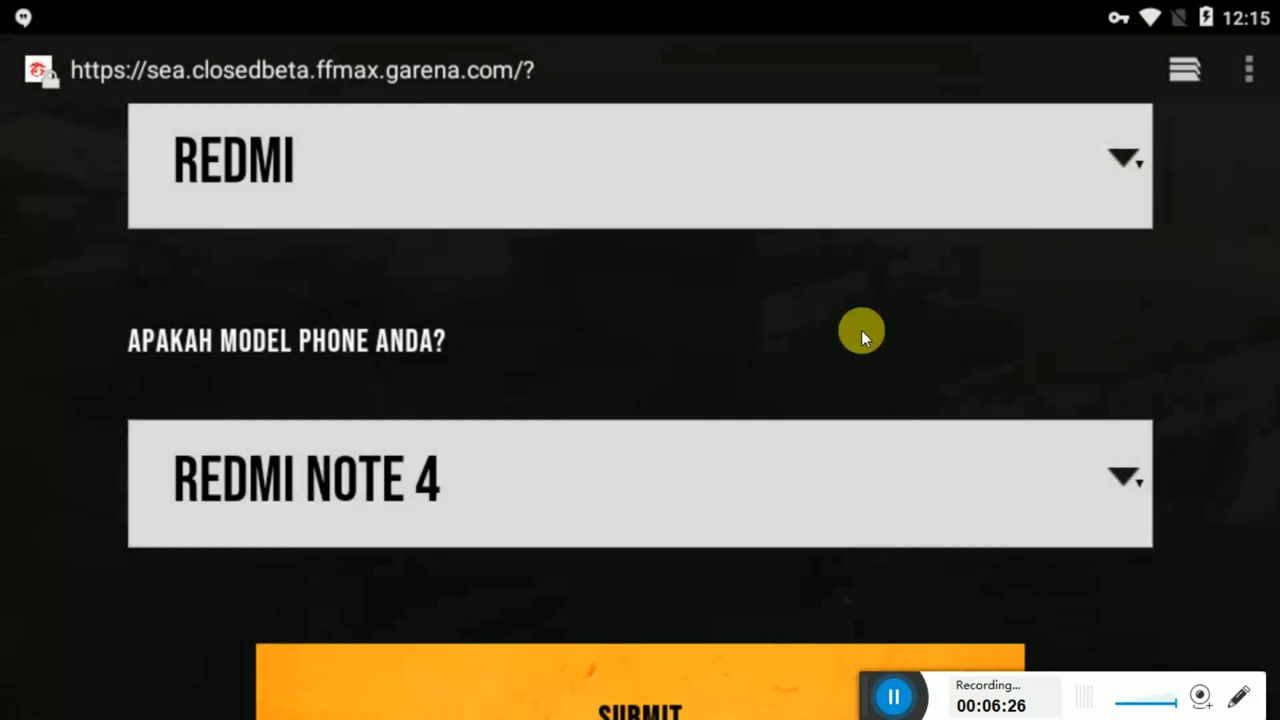 12:15
https://sea.closedbeta.ffmax.garena.com/?
REDMI
APAKAH MODEL PHONE ANDA?
REDMI NOTE 4
SUBMIT
Recording...
00:06:26